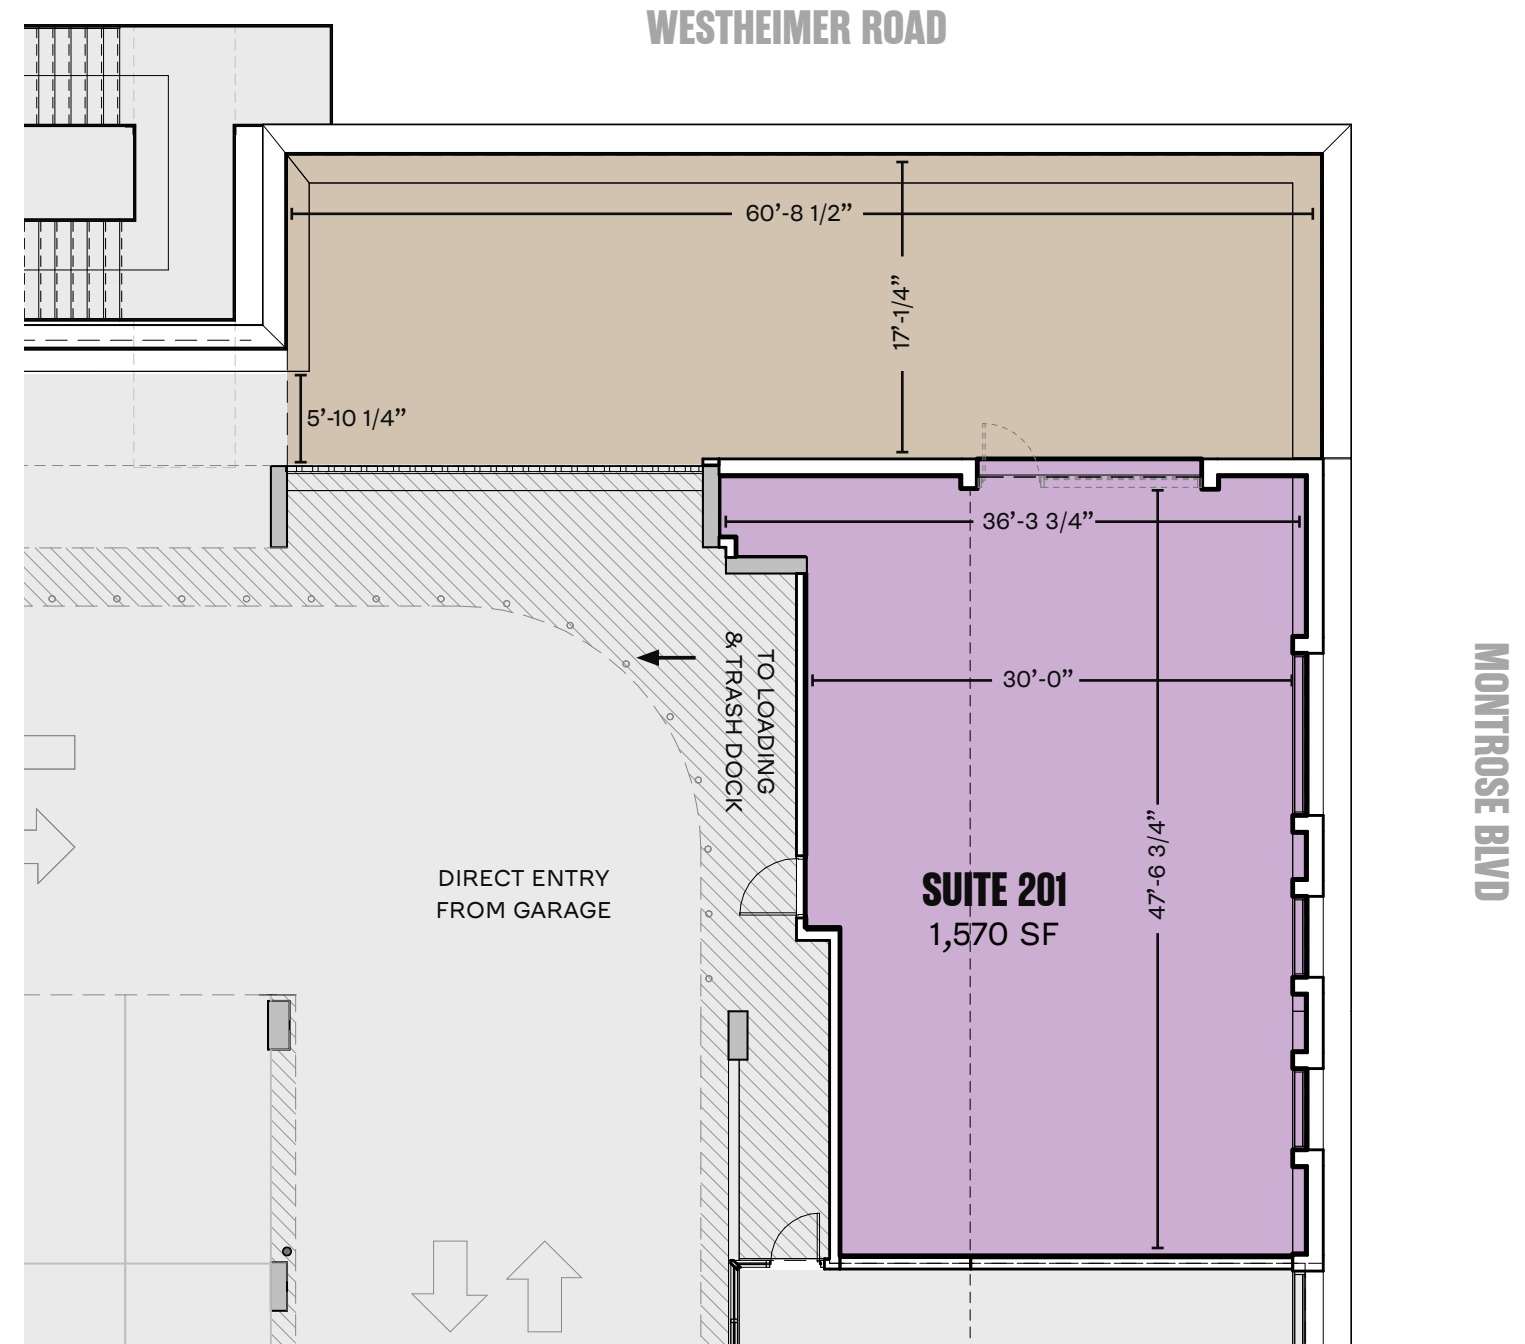 WESTHEIMER ROAD
60’-8 1/2”
17’-1/4”
5’-10 1/4”
36’-3 3/4”
TO LOADING
& TRASH DOCK
30’-0”
MONTROSE BLVD
47’-6 3/4”
DIRECT ENTRY
FROM GARAGE
SUITE 201
1,570 SF